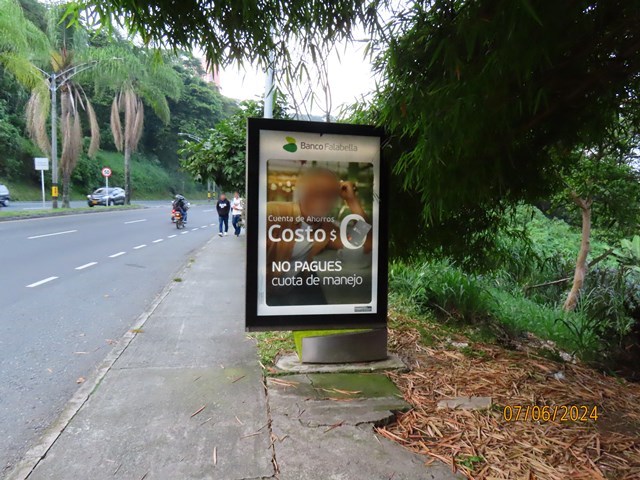 Banco Falabella
Cuenta de Ahorros
Costo $0
NO PAGUES
cuota de manejo
07/06/2024